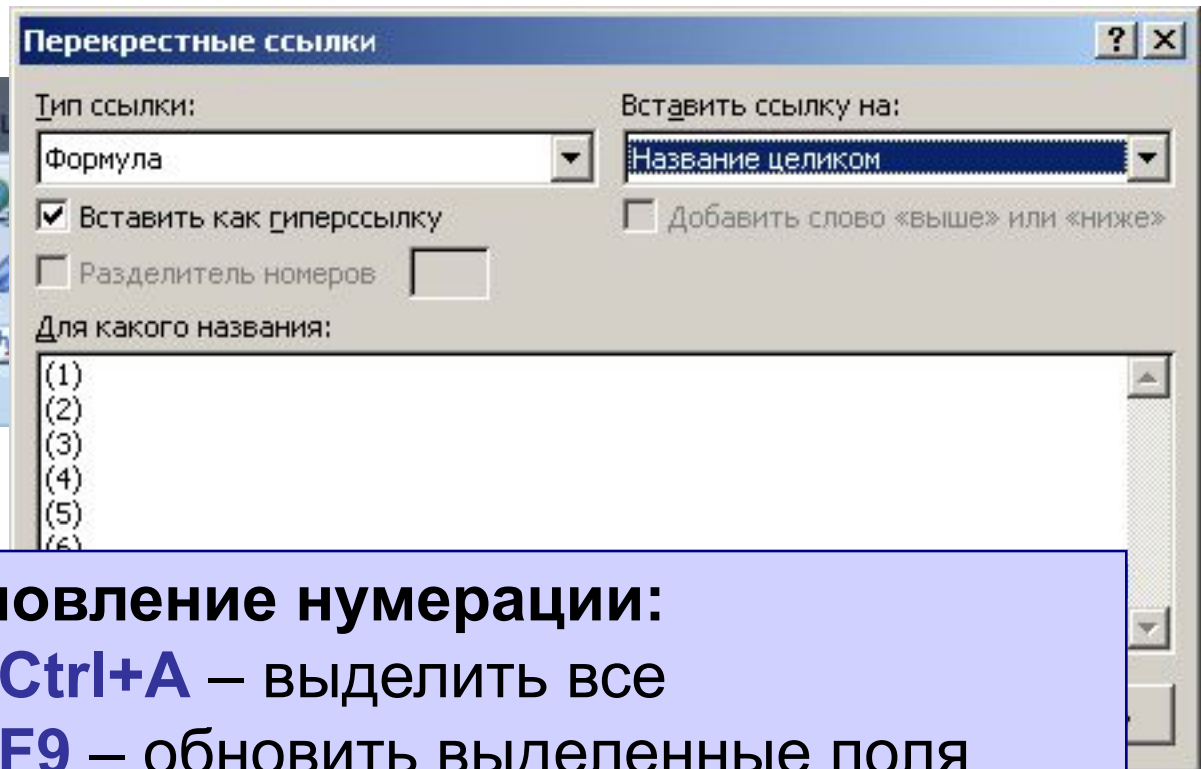 Перекрестные ссылки
Тип ссылки:
Вставить ссылку на:
Формула
Название целиком
Вставить как гиперссылку
Добавить слово «выше» или «ниже»
Разделитель номеров
Для какого названия:
(1)
(2)
(3)
(4)
(5)
(6)
новление нумерации:
Ctrl+A – выделить все
F9 – обновить выделенные поля